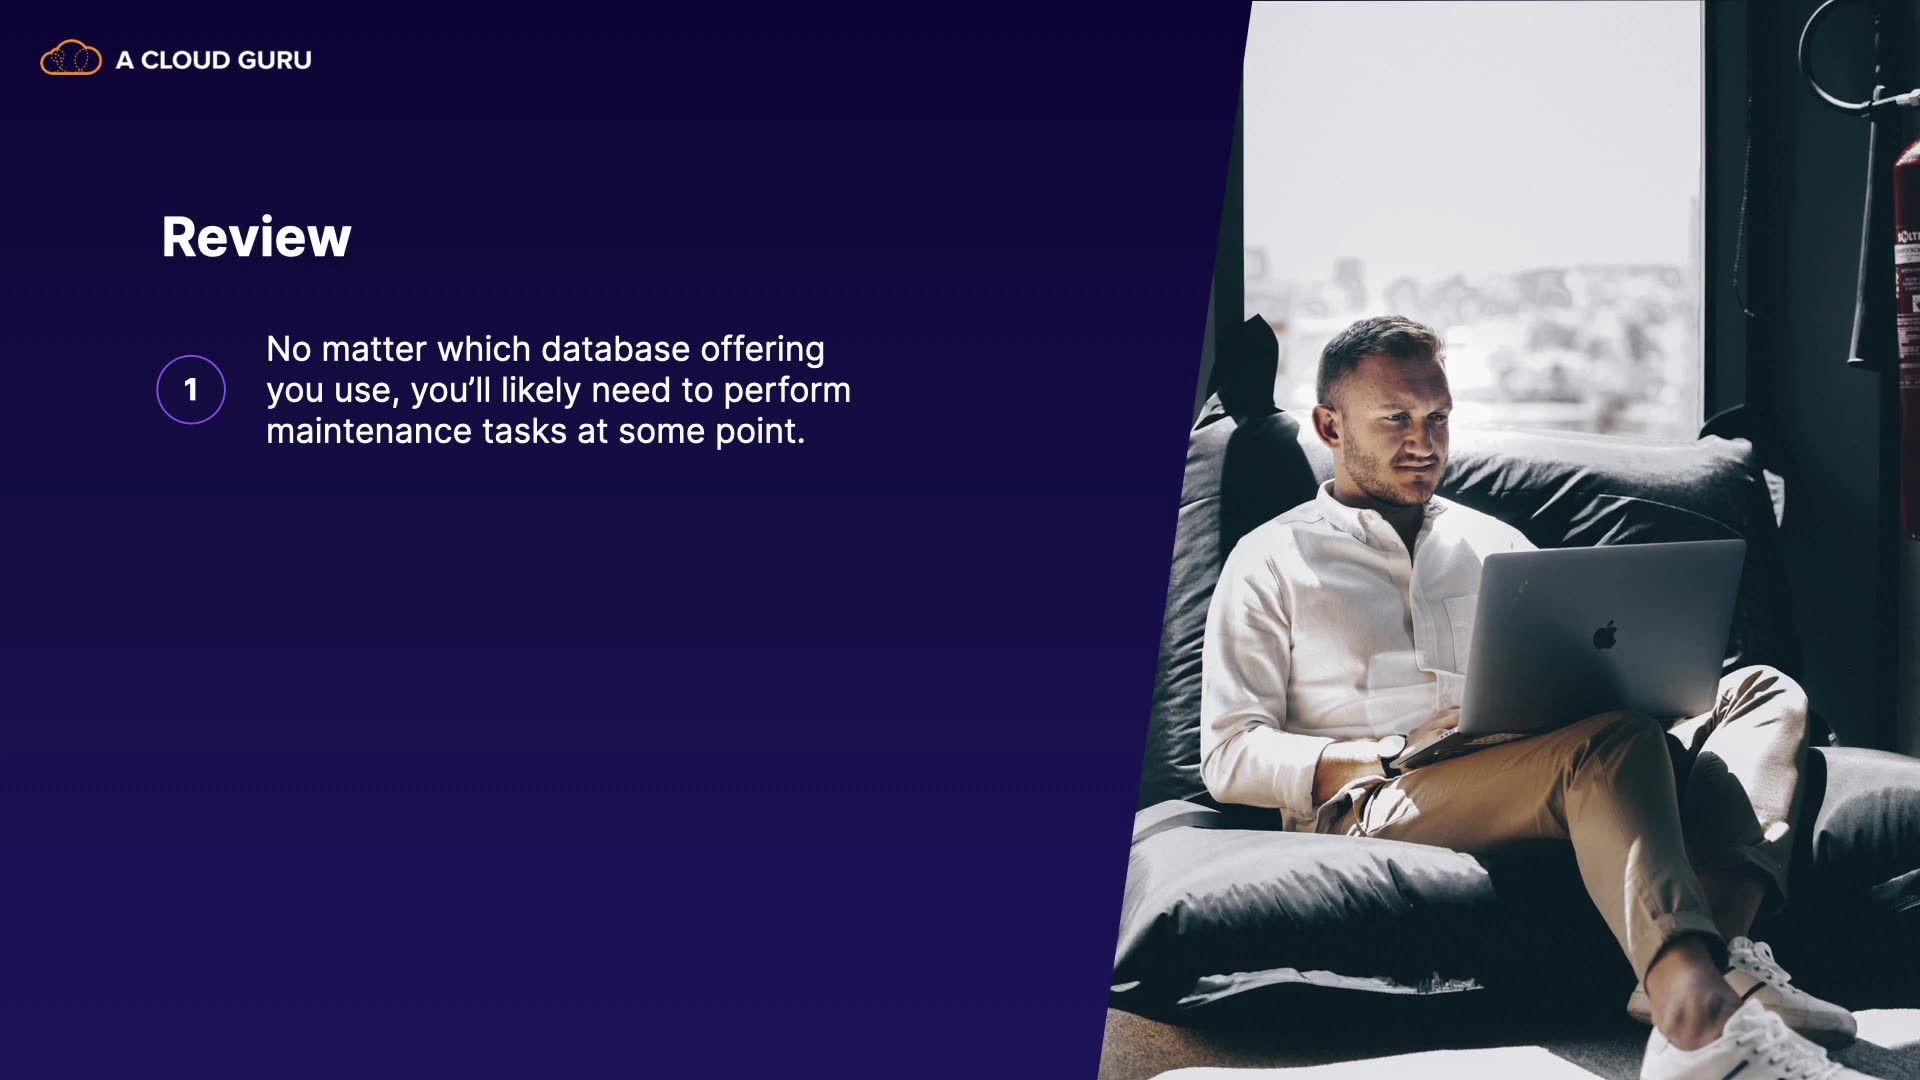 A CLOUD GURU
Review
1
No matter which database offering
you use, you’ll likely need to perform
maintenance tasks at some point.